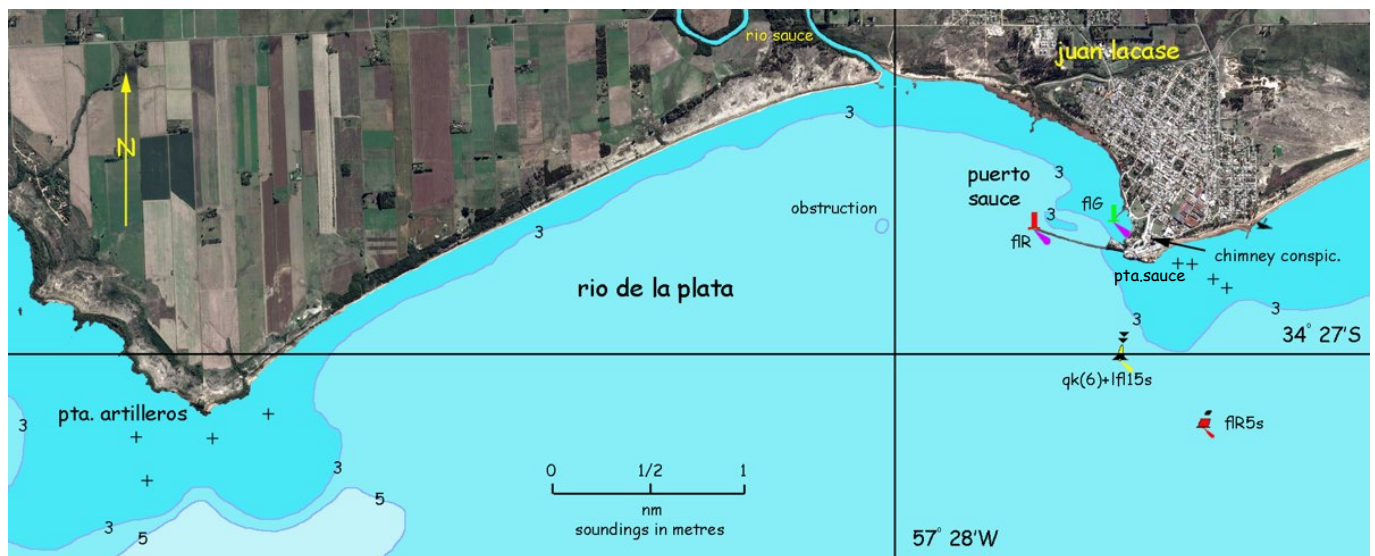 rio sauce
juan lacase
N
3
3
puerto
sauce
3
flG
obstruction
flR
chimney conspic.
3
pta.sauce
rio de la plata
3
3
34° 27'S
qk(6)+lfl15s
pta. artilleros
3
flR5s
3
0 1/2 1
5
nm
soundings in metres
3
5
57° 28'W